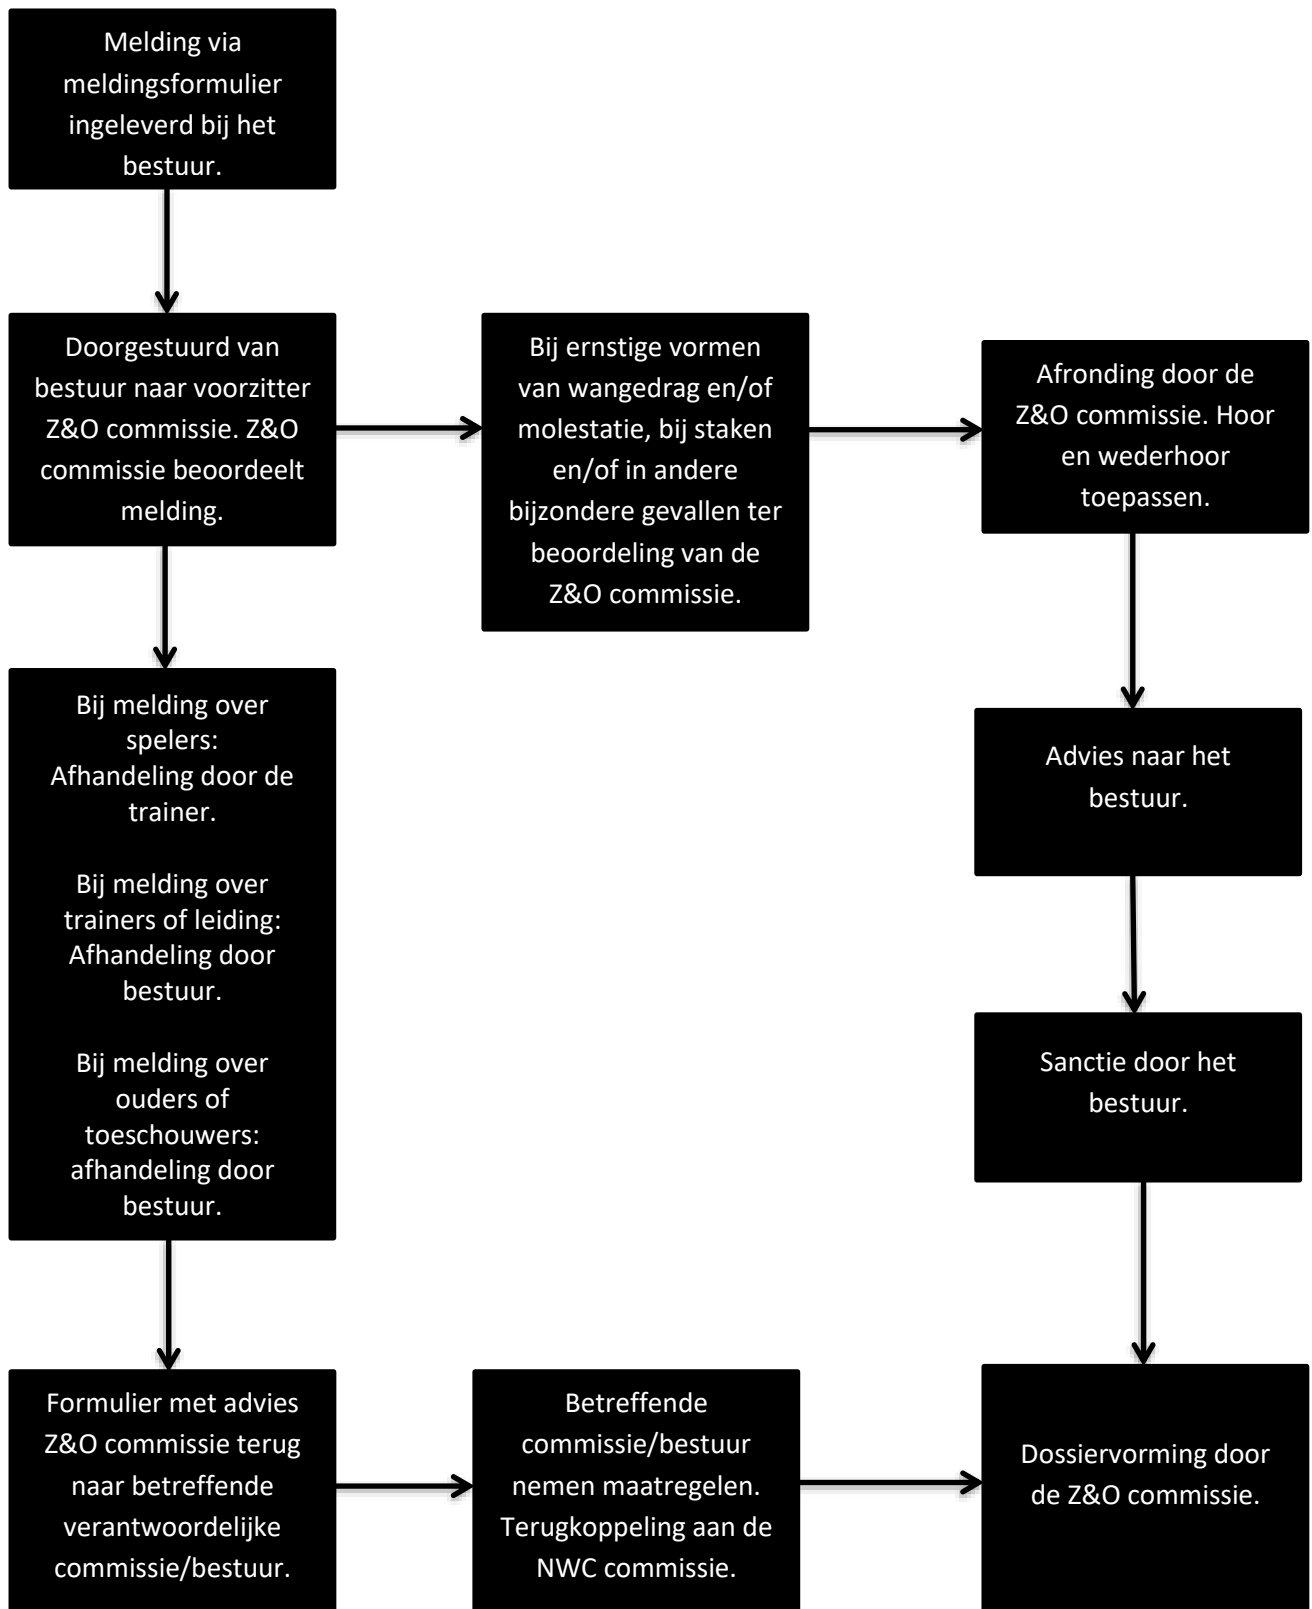 Melding via
meldingsformulier
ingeleverd bij het
bestuur.
Doorgestuurd van
bestuur naar voorzitter
Z&O commissie. Z&O
commissie beoordeelt
melding.
Bij ernstige vormen
van wangedrag en/of
molestatie, bij staken
en/of in andere
bijzondere gevallen ter
beoordeling van de
Z&O commissie.
Afronding door de
Z&O commissie. Hoor
en wederhoor
toepassen.
Bij melding over
spelers:
Afhandeling door de
trainer.
Bij melding over
trainers of leiding:
Afhandeling door
bestuur.
Bij melding over
ouders of
toeschouwers:
afhandeling door
bestuur.
Advies naar het
bestuur.
Sanctie door het
bestuur.
Formulier met advies
Z&O commissie terug
naar betreffende
verantwoordelijke
commissie/bestuur.
Betreffende
commissie/bestuur
nemen maatregelen.
Terugkoppeling aan de
NWC commissie.
Dossiervorming door
de Z&O commissie.